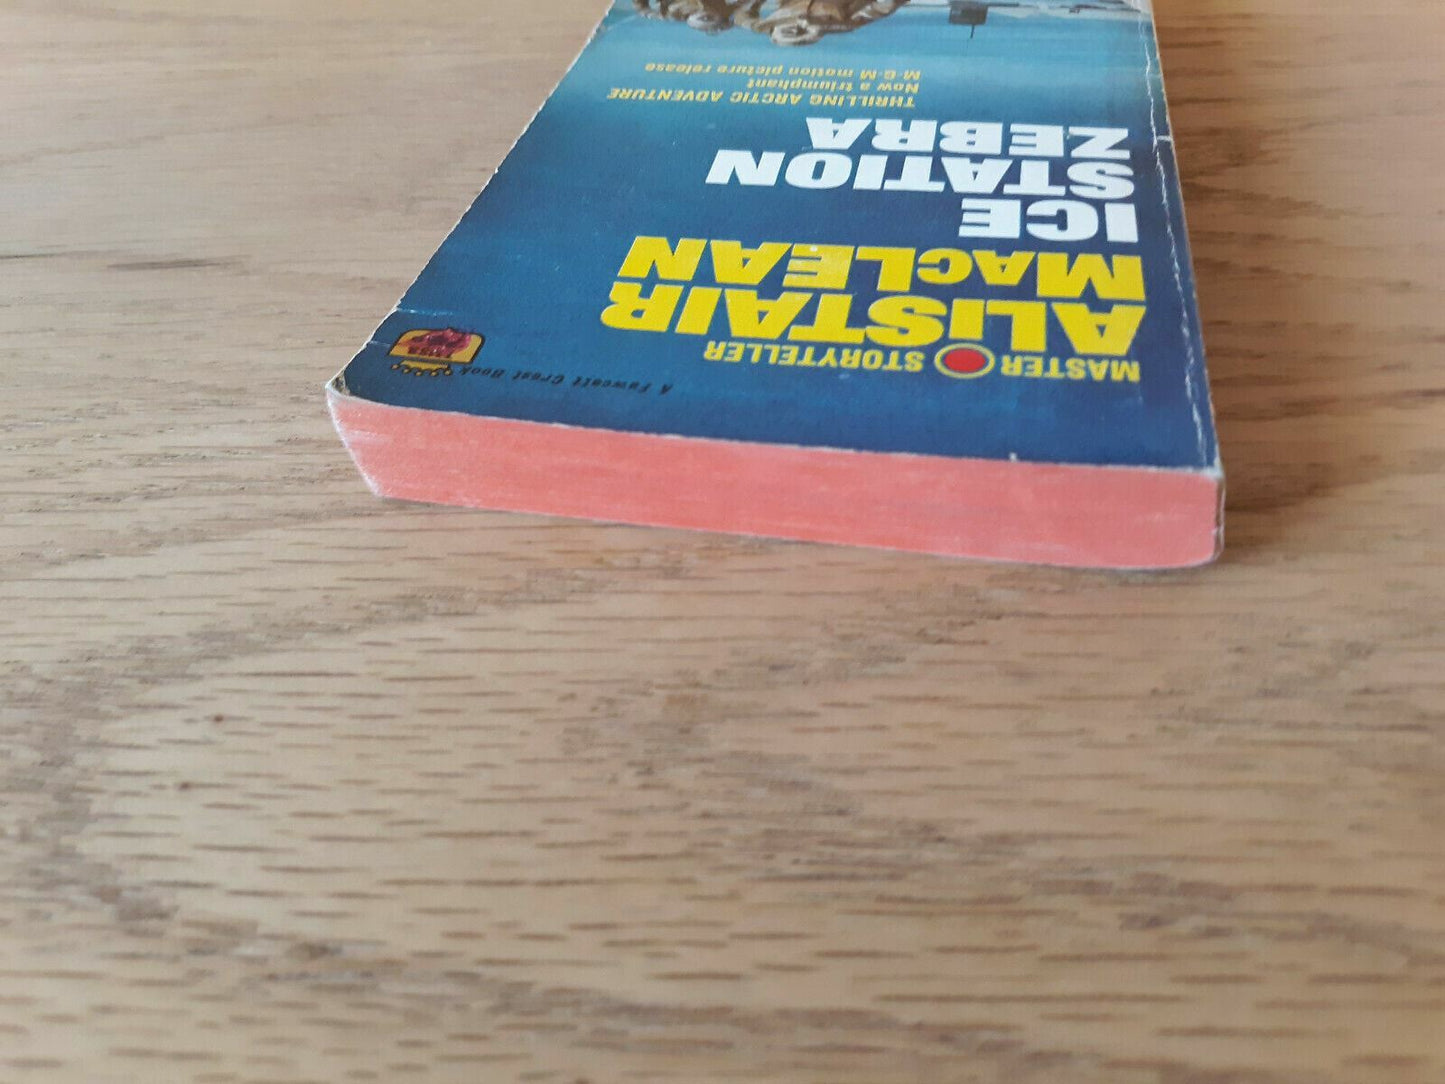 MASTER STORYTELLER
ALiSTAIR
MACLEAN
ICE
STATION
ZEBRA
THRILLING ARCTIC ADVENTURE
Now a triumphant
M-G-M motion picture release
A Fawcett Crest Book